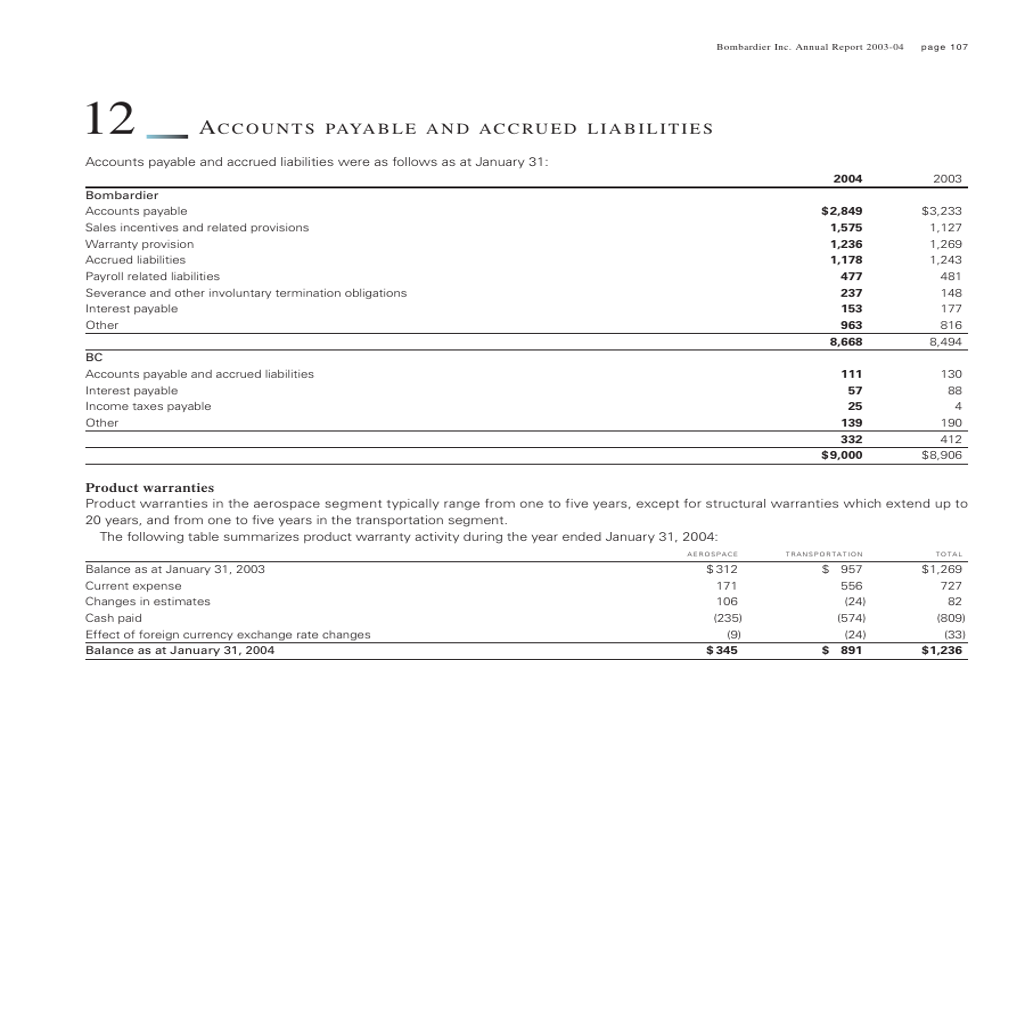 Bombardier Inc. Annual Report 2003-04 page 107
12 ACCOUNTS PAYABLE AND ACCRUED LIABILITIES
Accounts payable and accrued liabilities were as follows as at January 31:
2004 2003
Bombardier
Accounts payable $2,849 $3,233
Sales incentives and related provisions 1,575 1,127
Warranty provision 1,236 1,269
Accrued liabilities 1,178 1,243
Payroll related liabilities 477 481
Severance and other involuntary termination obligations 237 148
Interest payable 153 177
Other 963 816
8,668 8,494
BC
Accounts payable and accrued liabilities 111 130
Interest payable 57 88
Income taxes payable 25 4
Other 139 190
332 412
$9,000 $8,906
Product warranties
Product warranties in the aerospace segment typically range from one to five years, except for structural warranties which extend up to
20 years, and from one to five years in the transportation segment.
The following table summarizes product warranty activity during the year ended January 31, 2004:
AEROSPACE TRANSPORTATION TOTAL
Balance as at January 31, 2003 $312 $ 957 $1,269
Current expense 171 556 727
Changes in estimates 106 (24) 82
Cash paid (235) (574) (809)
Effect of foreign currency exchange rate changes (9) (24) (33)
Balance as at January 31, 2004 $345 $ 891 $1,236